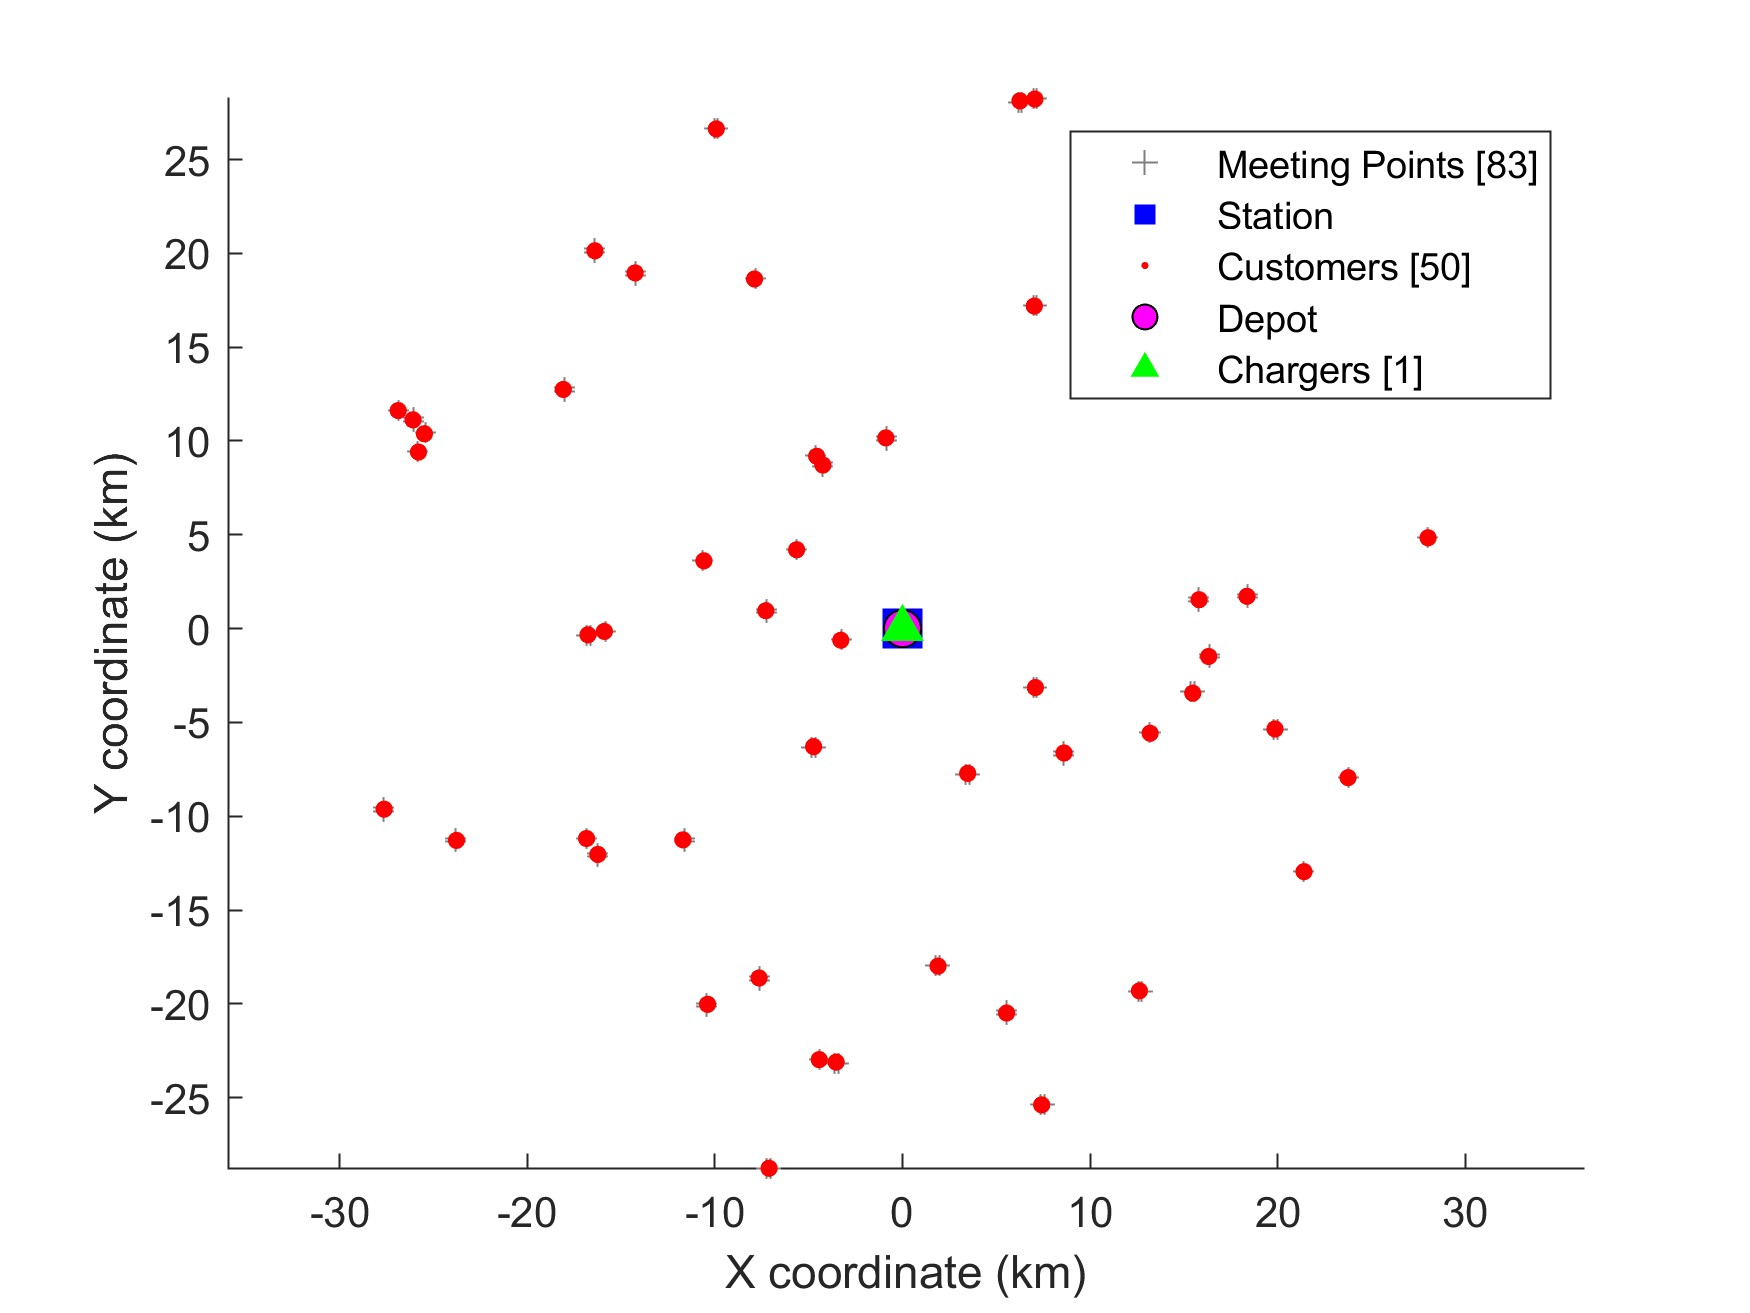 25
20
15
10
5
0
-5
-10
-15
-20
-25
Y coordinate (km)
Meeting Points [83]
Station
Customers [50]
Depot
Chargers [1]
-30 -20 -10 0 10 20 30
X coordinate (km)